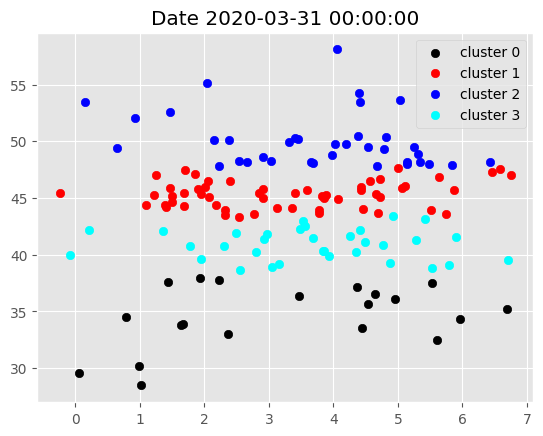 Date 2020-03-31 00:00:00
cluster 0
cluster 1
cluster 2
cluster 3
55
50
45
40
35
30
0 1 2 3 4 5 6 7